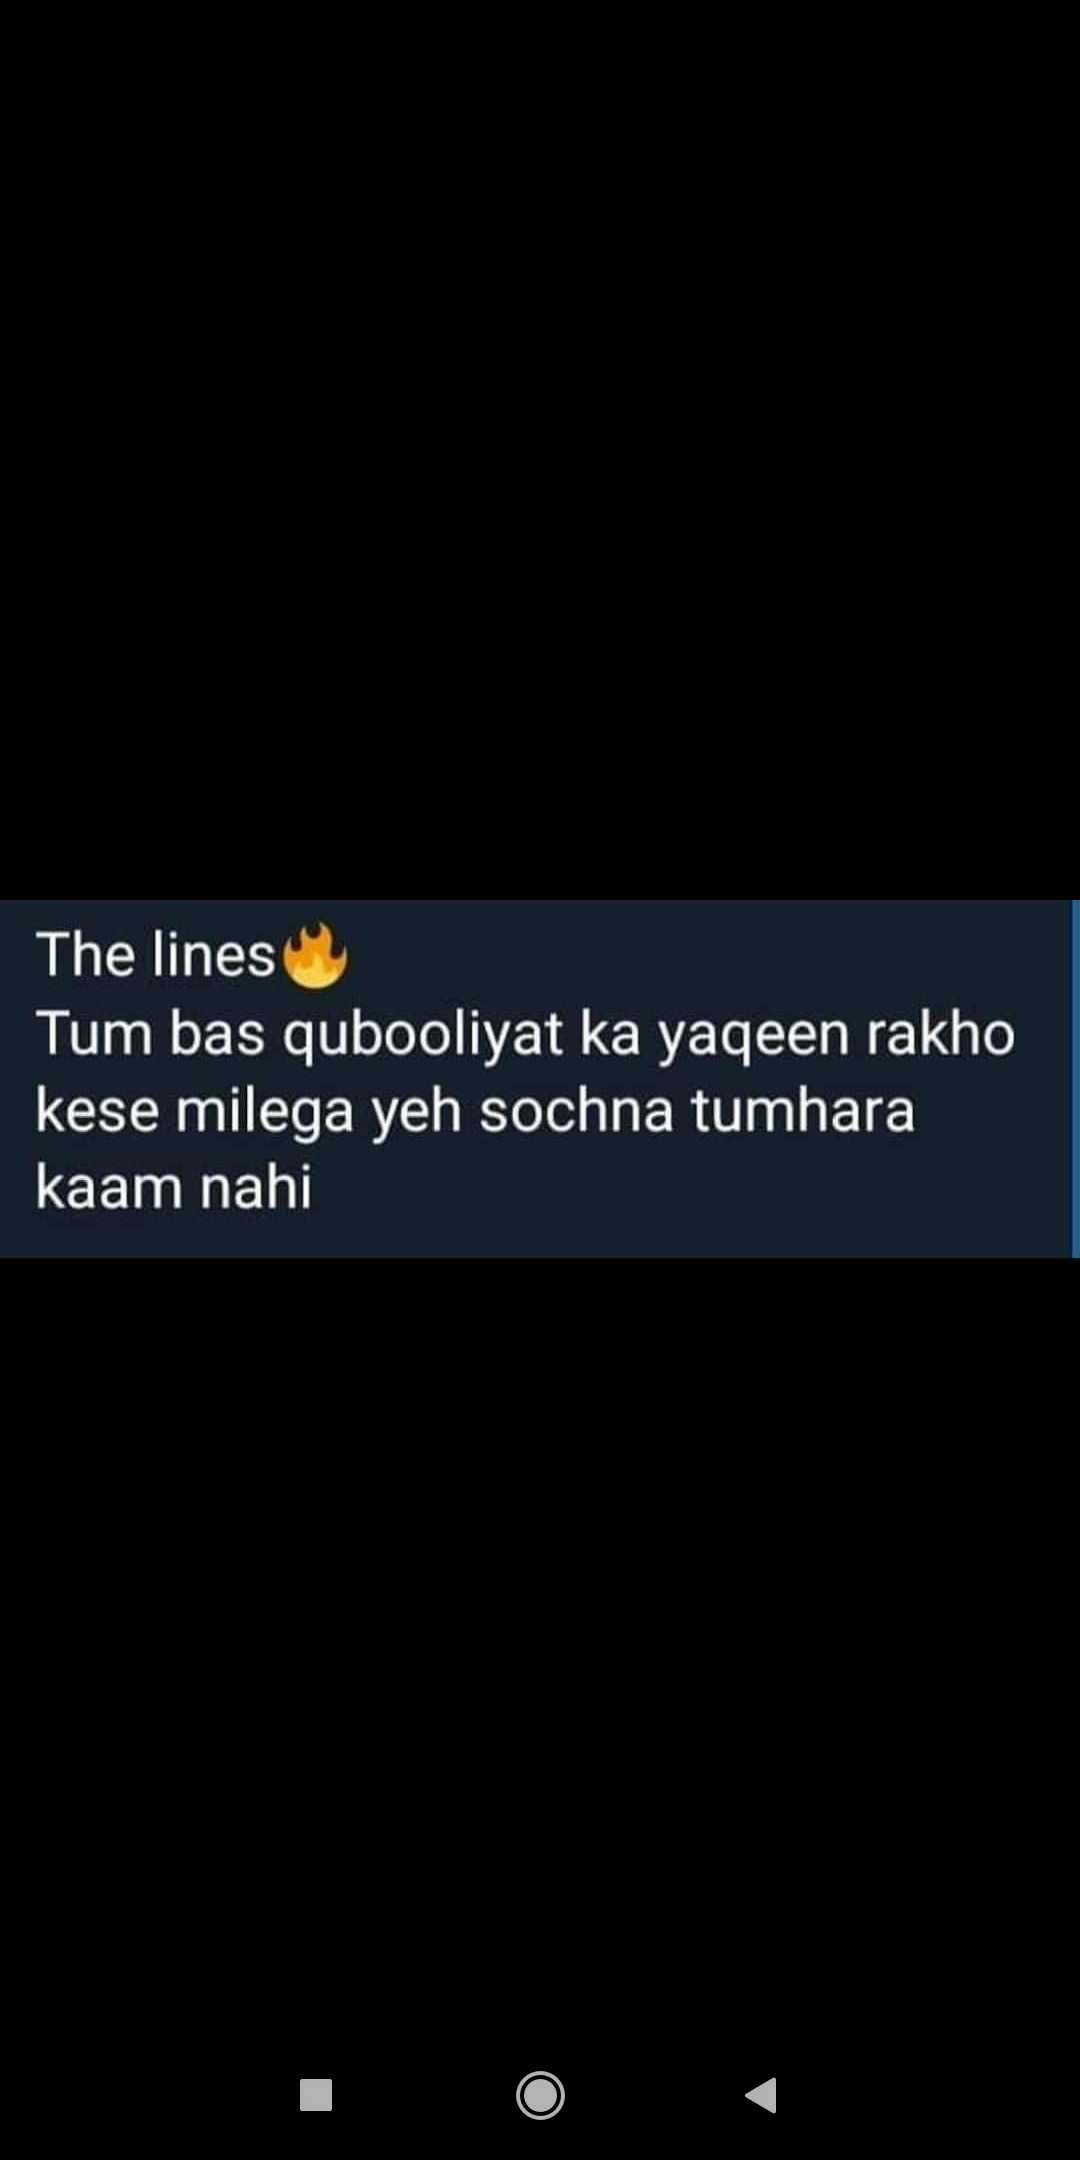 The lines🔥
Tum bas qubooliyat ka yaqeen rakho
kese milega yeh sochna tumhara
kaam nahi